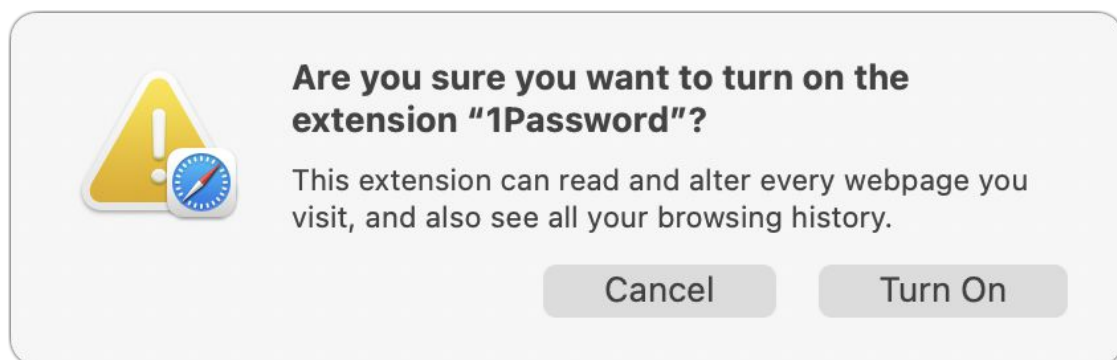 Are you sure you want to turn on the
extension “1Password”?
This extension can read and alter every webpage you
visit, and also see all your browsing history.
Cancel
Turn On